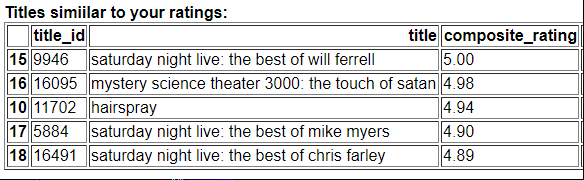 Titles simiilar to your ratings:
title_id title composite_rating
15 9946 saturday night live: the best of will ferrell 5.00
16 16095 mystery science theater 3000: the touch of satan 4.98
10 11702 hairspray 4.94
17 5884 saturday night live: the best of mike myers 4.90
18 16491 saturday night live: the best of chris farley 4.89